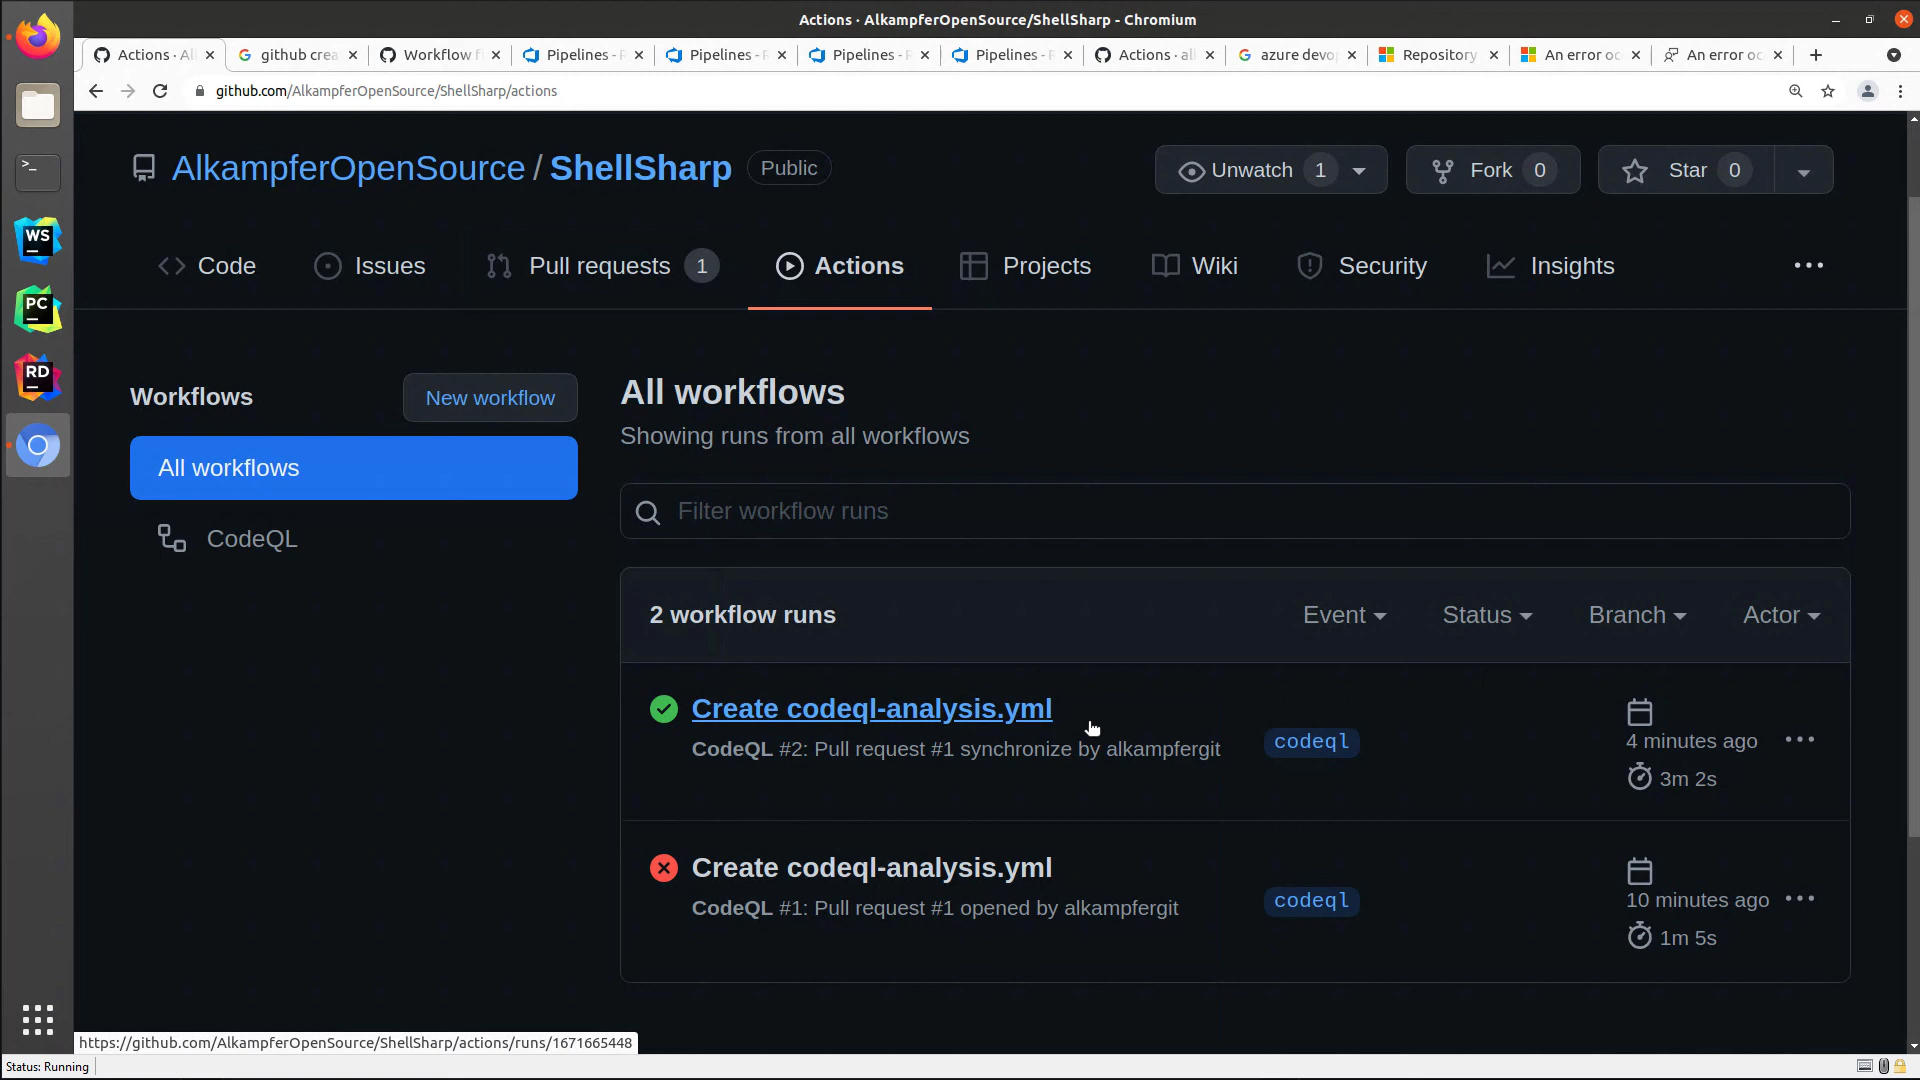 Actions · AlkampferOpenSource/ShellSharp - Chromium
Actions · Al
github crea
Workflow f
Pipelines - R
Pipelines - R
Pipelines - R
Pipelines - R
Actions · al
azure devop
Repository
An error oc
An error oc
github.com/AlkampferOpenSource/ShellSharp/actions
AlkampferOpenSource / ShellSharp Public
Unwatch 1
Fork 0
Star 0
Code
Issues
Pull requests 1
Actions
Projects
Wiki
Security
Insights
Workflows
New workflow
All workflows
CodeQL
All workflows
Showing runs from all workflows
Filter workflow runs
2 workflow runs
Event
Status
Branch
Actor
Create codeql-analysis.yml
CodeQL #2: Pull request #1 synchronize by alkampfergit
codeql
4 minutes ago
3m 2s
Create codeql-analysis.yml
CodeQL #1: Pull request #1 opened by alkampfergit
codeql
10 minutes ago
1m 5s
WS
PC
RD
https://github.com/AlkampferOpenSource/ShellSharp/actions/runs/1671665448
Status: Running